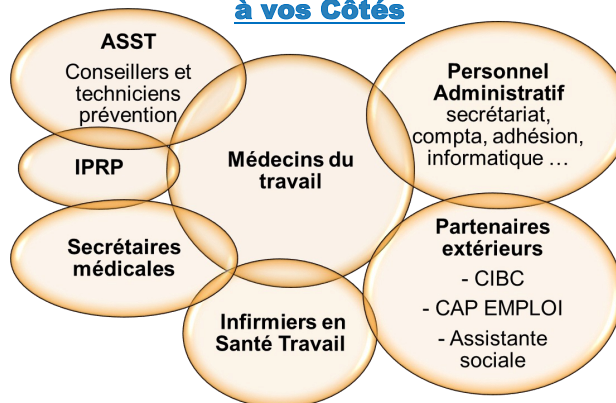 à vos Côtés
ASST
Conseillers et
techniciens
prévention
IPRP
Secrétaires
médicales
Médecins du
travail
Infirmiers en
Santé Travail
Personnel
Administratif
secrétariat,
compta, adhésion,
informatique …
Partenaires
extérieurs
- CIBC
- CAP EMPLOI
- Assistante
sociale